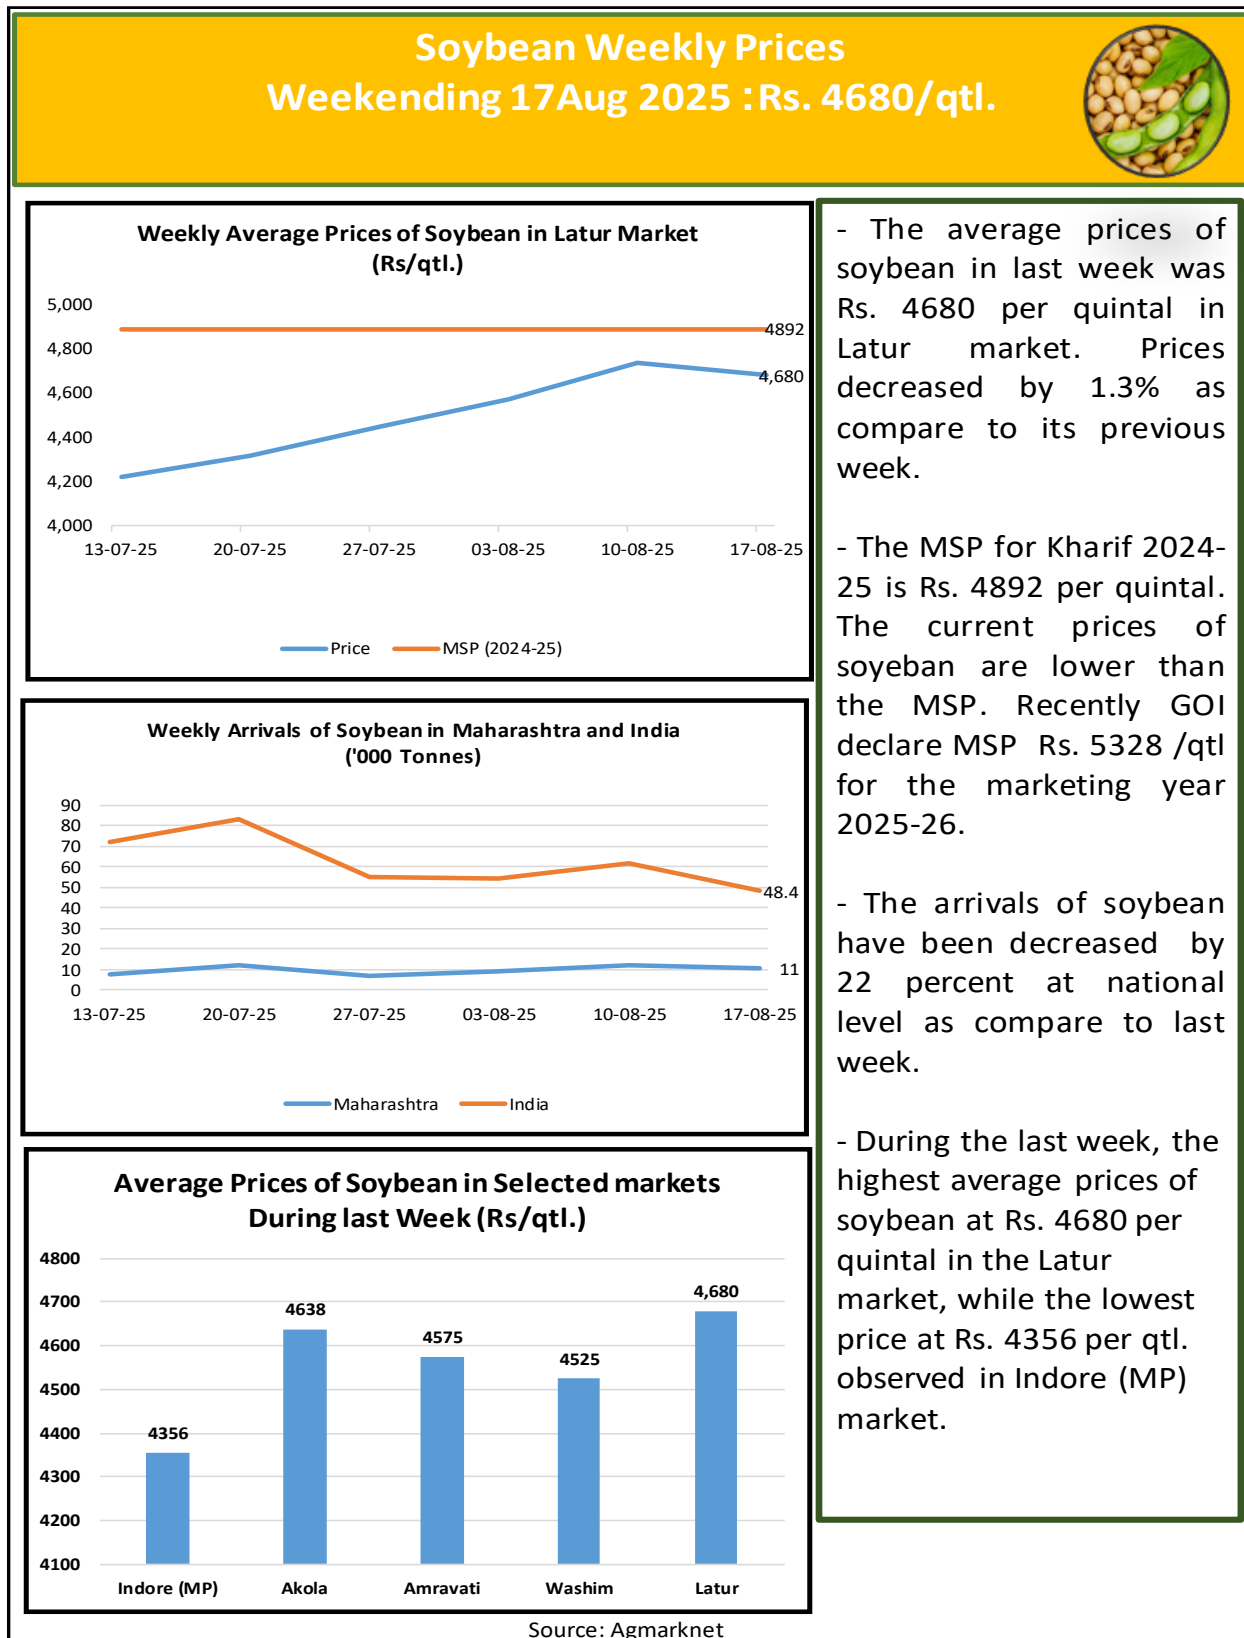 Soybean Weekly Prices
Weekending 17Aug 2025 : Rs. 4680/qtl.
Weekly Average Prices of Soybean in Latur Market
(Rs/qtl.)
5,000
4,800
4,600
4,400
4,200
4,000
4892
4,680
13-07-25 20-07-25 27-07-25 03-08-25 10-08-25 17-08-25
Price MSP (2024-25)
Weekly Arrivals of Soybean in Maharashtra and India
('000 Tonnes)
90
80
70
60
50
40
30
20
10
0
48.4
11
13-07-25 20-07-25 27-07-25 03-08-25 10-08-25 17-08-25
Maharashtra India
Average Prices of Soybean in Selected markets
During last Week (Rs/qtl.)
4800
4700
4600
4500
4400
4300
4200
4100
4356 4638 4575 4525 4,680
Indore (MP) Akola Amravati Washim Latur
- The average prices of
soybean in last week was
Rs. 4680 per quintal in
Latur market. Prices
decreased by 1.3% as
compare to its previous
week.
- The MSP for Kharif 2024-
25 is Rs. 4892 per quintal.
The current prices of
soyeban are lower than
the MSP. Recently GOI
declare MSP Rs. 5328 /qtl
for the marketing year
2025-26.
- The arrivals of soybean
have been decreased by
22 percent at national
level as compare to last
week.
- During the last week, the
highest average prices of
soybean at Rs. 4680 per
quintal in the Latur
market, while the lowest
price at Rs. 4356 per qtl.
observed in Indore (MP)
market.
Source: Agmarknet